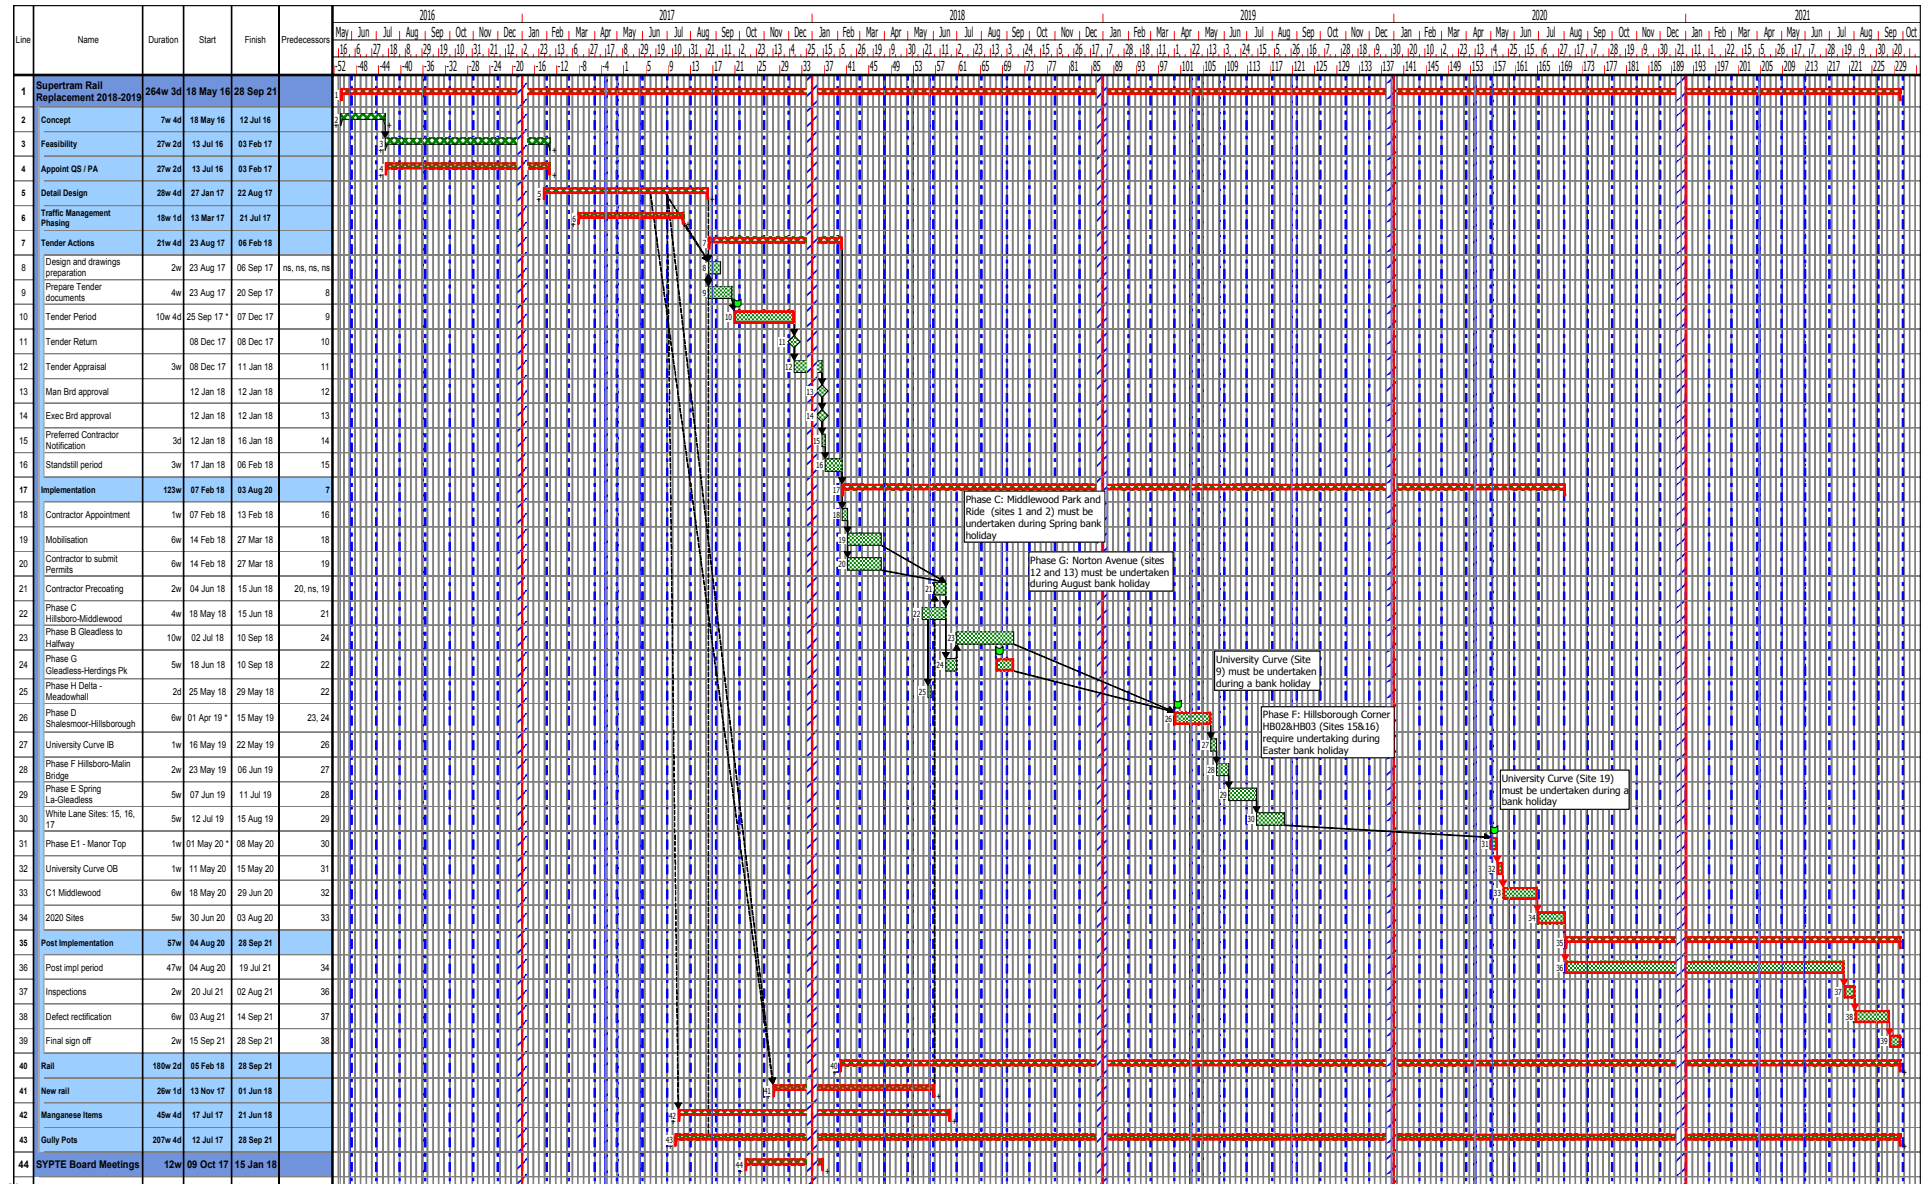 2016 2017 2018 2019 2020 2021
Line Name Duration Start Finish Predecessors
1 Supertram Rail Replacement 2018-2019 264w 3d 18 May 16 28 Sep 21
2 Concept 7w 4d 18 May 16 12 Jul 16
3 Feasibility 27w 2d 13 Jul 16 03 Feb 17
4 Appoint QS / PA 27w 2d 13 Jul 16 03 Feb 17
5 Detail Design 28w 4d 27 Jan 17 22 Aug 17
6 Traffic Management Phasing 18w 1d 13 Mar 17 21 Jul 17
7 Tender Actions 21w 4d 23 Aug 17 06 Feb 18
8 Design and drawings preparation 2w 23 Aug 17 06 Sep 17 ns, ns, ns, ns
9 Prepare Tender documents 4w 23 Aug 17 20 Sep 17 8
10 Tender Period 10w 4d 25 Sep 17 * 07 Dec 17 9
11 Tender Return 08 Dec 17 08 Dec 17 10
12 Tender Appraisal 3w 08 Dec 17 11 Jan 18 11
13 Man Brd approval 12 Jan 18 12 Jan 18 12
14 Exec Brd approval 12 Jan 18 12 Jan 18 13
15 Preferred Contractor Notification 3d 12 Jan 18 16 Jan 18 14
16 Standstill period 3w 17 Jan 18 06 Feb 18 15
17 Implementation 123w 07 Feb 18 03 Aug 20 7
18 Contractor Appointment 1w 07 Feb 18 13 Feb 18 16
19 Mobilisation 6w 14 Feb 18 27 Mar 18 18
20 Contractor to submit Permits 6w 14 Feb 18 27 Mar 18 19
21 Contractor Precoating 2w 04 Jun 18 15 Jun 18 20, ns, 19
22 Phase C Hillsboro-Middlewood 4w 18 May 18 15 Jun 18 21
23 Phase B Gleadless to Halfway 10w 02 Jul 18 10 Sep 18 24
24 Phase G Gleadless-Herdings Pk 5w 18 Jun 18 10 Sep 18 22
25 Phase H Delta - Meadowhall 2d 25 May 18 29 May 18 22
26 Phase D Shalesmoor-Hillsborough 6w 01 Apr 19 * 15 May 19 23, 24
27 University Curve IB 1w 16 May 19 22 May 19 26
28 Phase F Hillsboro-Malin Bridge 2w 23 May 19 06 Jun 19 27
29 Phase E Spring La-Gleadless 5w 07 Jun 19 11 Jul 19 28
30 White Lane Sites: 15, 16, 17 5w 12 Jul 19 15 Aug 19 29
31 Phase E1 - Manor Top 1w 01 May 20 * 08 May 20 30
32 University Curve OB 1w 11 May 20 15 May 20 31
33 C1 Middlewood 6w 18 May 20 29 Jun 20 32
34 2020 Sites 5w 30 Jun 20 03 Aug 20 33
35 Post Implementation 57w 04 Aug 20 28 Sep 21
36 Post impl period 47w 04 Aug 20 19 Jul 21 34
37 Inspections 2w 20 Jul 21 02 Aug 21 36
38 Defect rectification 6w 03 Aug 21 14 Sep 21 37
39 Final sign off 2w 15 Sep 21 28 Sep 21 38
40 Rail 180w 2d 05 Feb 18 28 Sep 21
41 New rail 26w 1d 13 Nov 17 01 Jun 18
42 Manganese Items 45w 4d 17 Jul 17 21 Jun 18
43 Gully Pots 207w 4d 12 Jul 17 28 Sep 21
44 SYPTE Board Meetings 12w 09 Oct 17 15 Jan 18
Phase C: Middlewood Park and
Ride (sites 1 and 2) must be
undertaken during Spring bank
holiday
Phase G: Norton Avenue (sites
12 and 13) must be undertaken
during August bank holiday
University Curve (Site
9) must be undertaken
during a bank holiday
Phase F: Hillsborough Corner
HB02&HB03 (Sites 15&16)
require undertaking during
Easter bank holiday
University Curve (Site 19)
must be undertaken during a
bank holiday